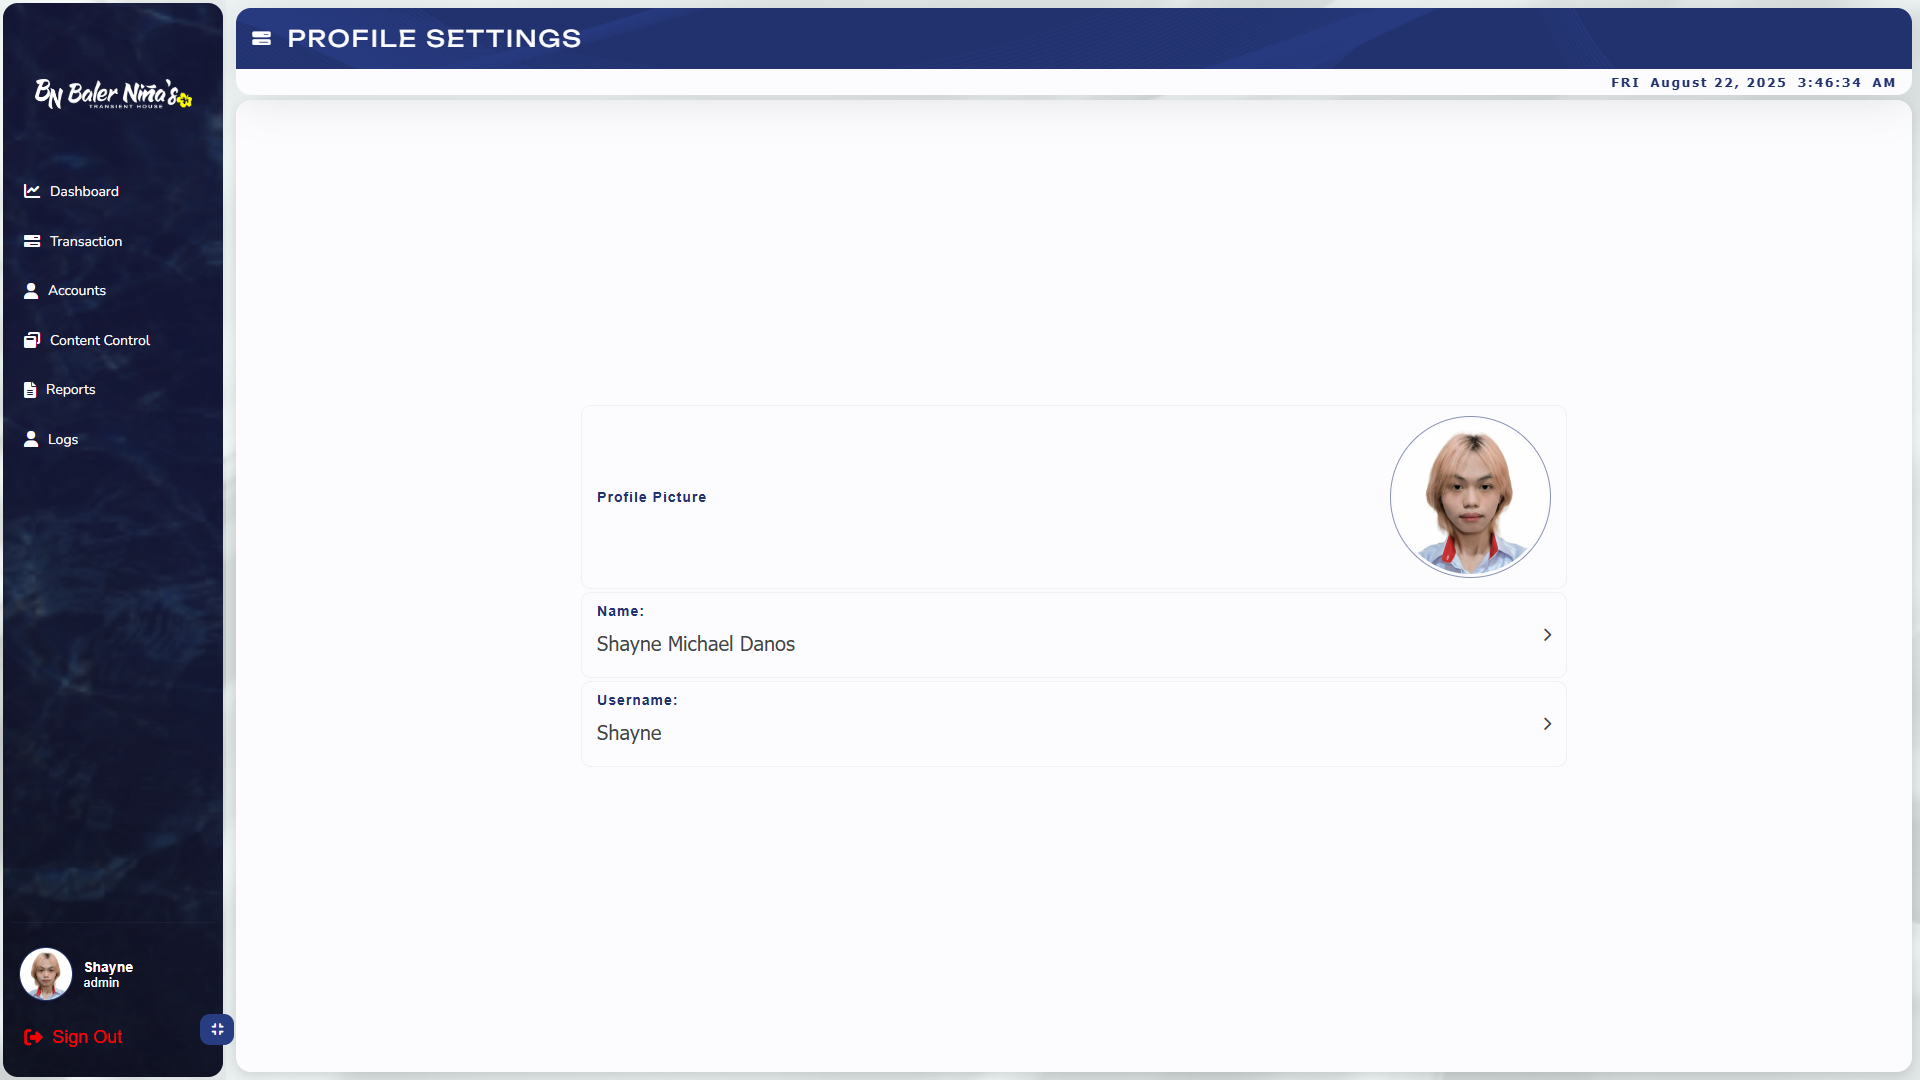 BN Baler Niña's
TRANSIENT HOUSE
Dashboard
Transaction
Accounts
Content Control
Reports
Logs
Shayne
admin
Sign Out
PROFILE SETTINGS
FRI August 22, 2025 3:46:34 AM
Profile Picture
Name:
Shayne Michael Danos
Username:
Shayne